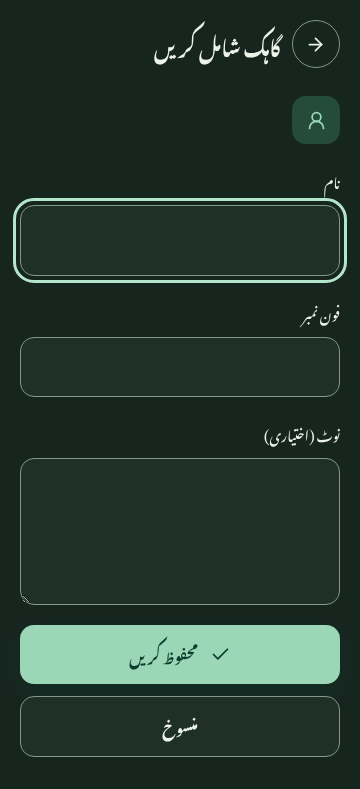 گاہک شامل کریں
نام
فون نمبر
نوٹ (اختیاری)
محفوظ کریں
منسوخ